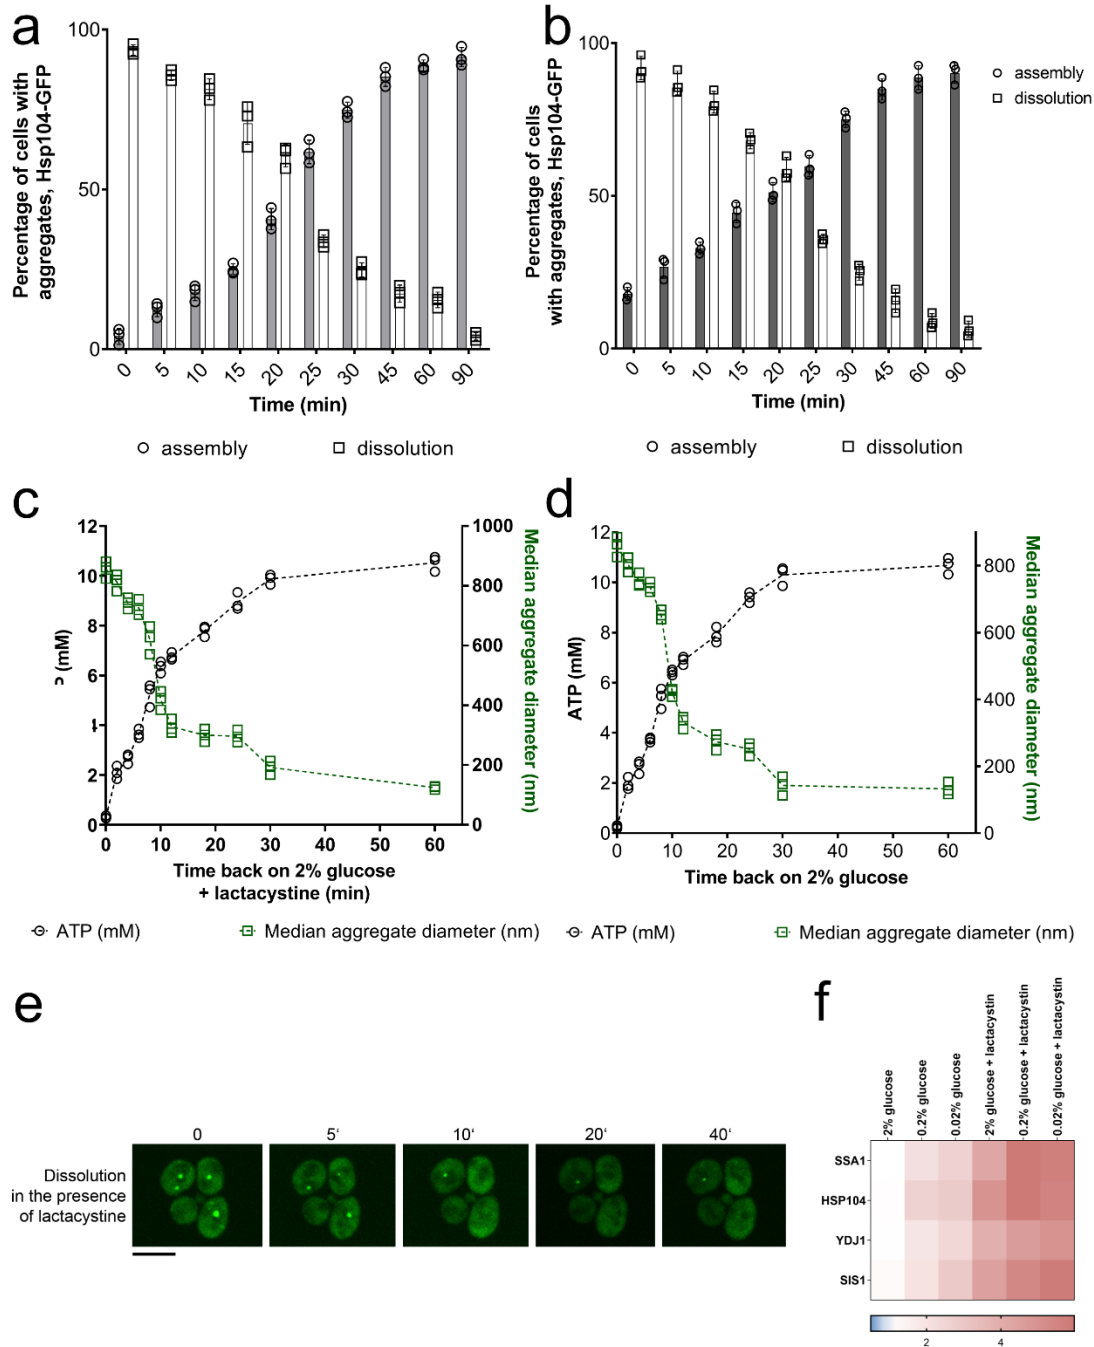 a
Percentage of cells with
aggregates, Hsp104-GFP
100
50
0
0 5 10 15 20 25 30 45 60 90
Time (min)
assembly dissolution
b
Percentage of cells
with aggregates, Hsp104-GFP
100
50
0
0 5 10 15 20 25 30 45 60 90
Time (min)
assembly
dissolution
assembly dissolution
c
(mM)
12
10
8
6
2
0
0 10 20 30 40 50 60
1000
800
600
400
200
0
Median aggregate diameter (nm)
Time back on 2% glucose
+ lactacystine (min)
ATP (mM) Median aggregate diameter (nm)
d
ATP (mM)
12
10
8
6
4
2
0
0 10 20 30 40 50 60
800
600
400
200
0
Median aggregate diameter (nm)
Time back on 2% glucose
ATP (mM) Median aggregate diameter (nm)
e
0 5' 10' 20' 40'
Dissolution
in the presence
of lactacystine
f
2% glucose
0.2% glucose
0.02% glucose
2% glucose + lactacystin
0.2% glucose + lactacystin
0.02% glucose + lactacystin
SSA1
HSP104
YDJ1
SIS1
2 4